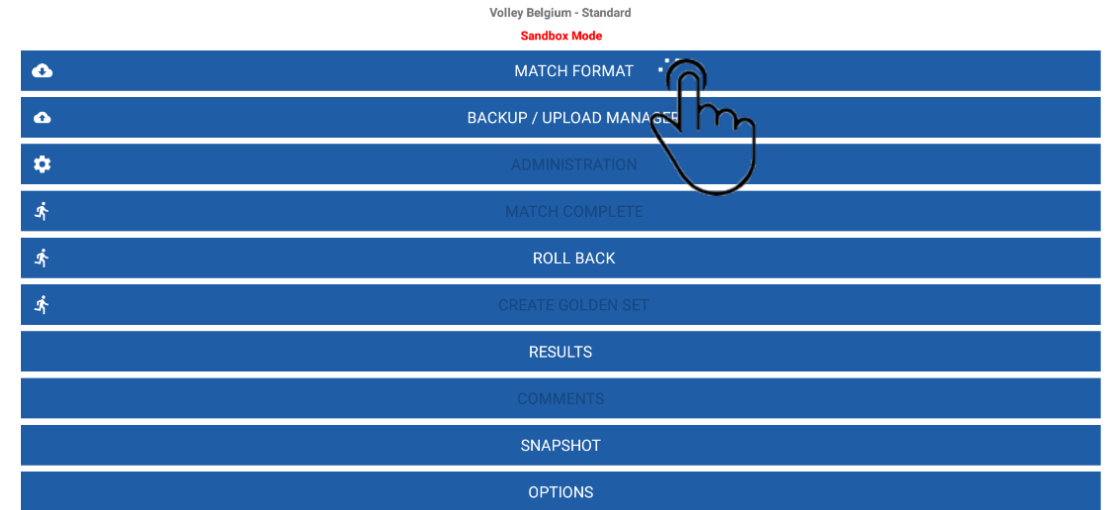 Volley Belgium - Standard
Sandbox Mode
MATCH FORMAT
BACKUP / UPLOAD MANAGER
ADMINISTRATION
MATCH COMPLETE
ROLL BACK
CREATE GOLDEN SET
RESULTS
COMMENTS
SNAPSHOT
OPTIONS